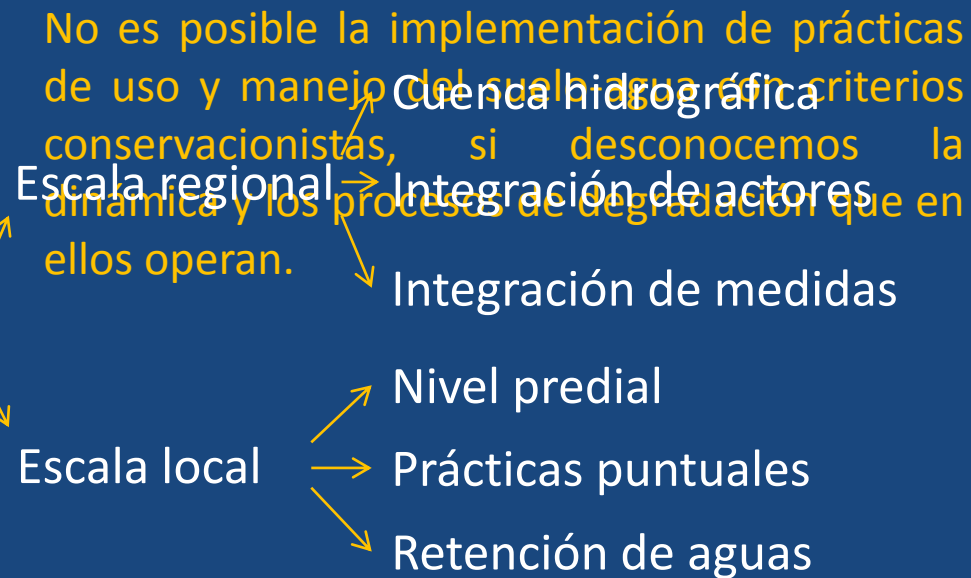 No es posible la implementación de prácticas
de uso y manejo del suelo-agua con criterios
conservacionistas, si desconocemos la
dinámica y los procesos de degradación que en
ellos operan.
Escala regional
Cuenca hidrográfica
Integración de actores
Integración de medidas
Escala local
Nivel predial
Prácticas puntuales
Retención de aguas